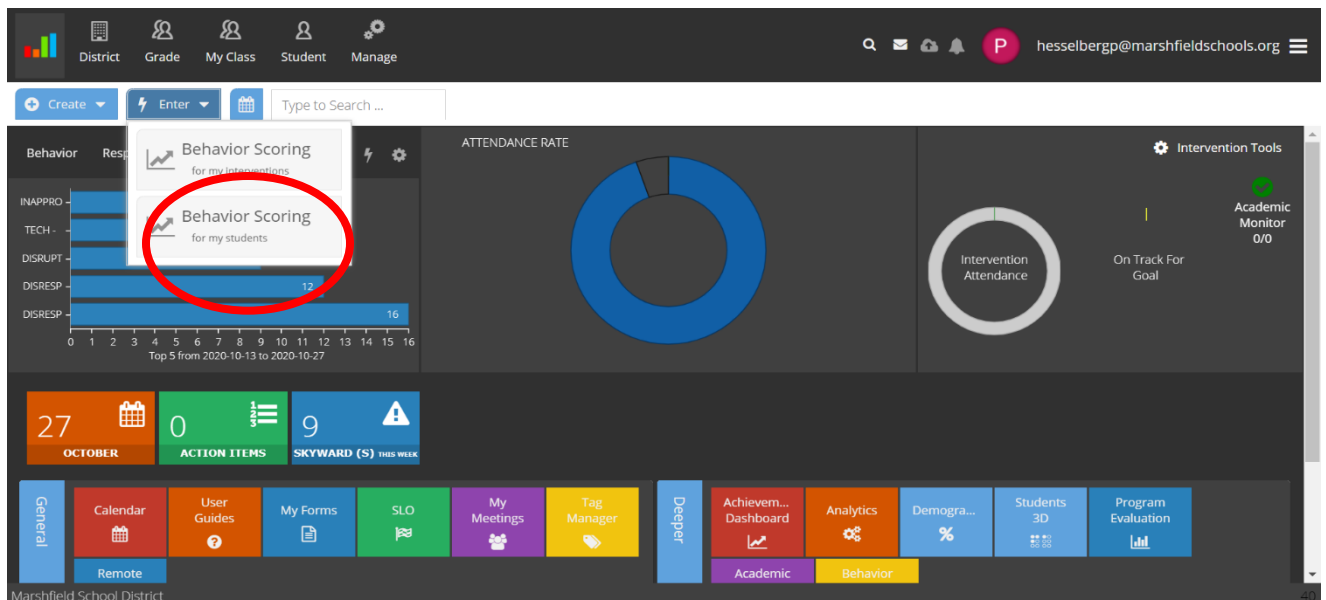 District
Grade
My Class
Student
Manage
P
hesselbergp@marshfieldschools.org
Create
Enter
Type to Search ...
Behavior Scoring
for my interventions
Behavior Scoring
for my students
Behavior
Resp
INAPPRO
TECH -
DISRUPT
DISRESP
DISRESP
12
16
0 1 2 3 4 5 6 7 8 9 10 11 12 13 14 15 16
Top 5 from 2020-10-13 to 2020-10-27
ATTENDANCE RATE
Intervention Tools
Intervention
Attendance
On Track For
Goal
Academic
Monitor
0/0
27
OCTOBER
0
ACTION ITEMS
9
SKYWARD (S) THIS WEEK
General
Calendar
User
Guides
My Forms
SLO
My
Meetings
Tag
Manager
Remote
Deeper
Achievem...
Dashboard
Analytics
Demogra...
Students
3D
Program
Evaluation
Academic
Behavior
Marshfield School District
40